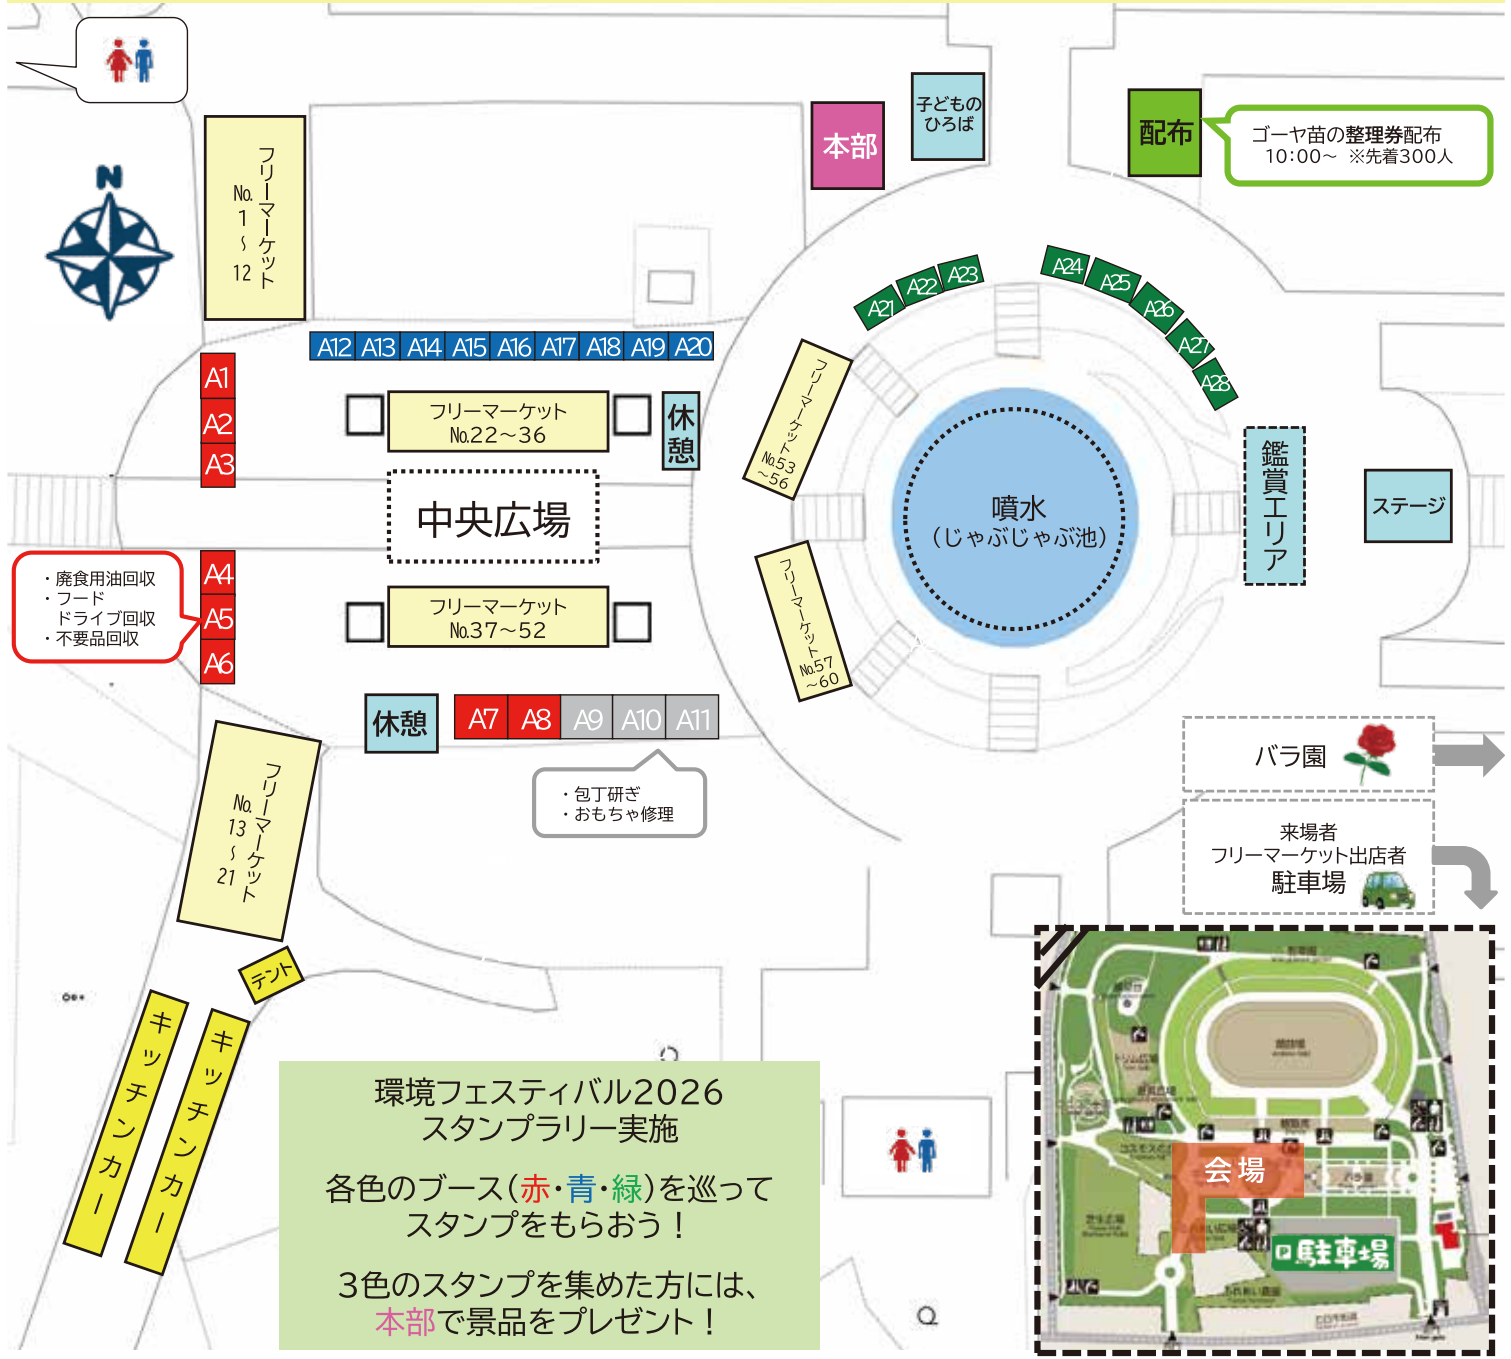 本部
子どもの
ひろば
配布
ゴーヤ苗の整理券配布
10:00～ ※先着300人
N
フリーマーケット
No.
1
～
12
A12 A13 A14 A15 A16 A17 A18 A19 A20
A21
A22
A23
A24
A25
A26
A27
A28
A1
A2
A3
フリーマーケット
No.22～36
休憩
フリーマーケット
No.53
～56
中央広場
噴水
(じゃぶじゃぶ池)
鑑賞エリア
ステージ
・廃食用油回収
・フード
ドライブ回収
・不要品回収
A4
A5
A6
フリーマーケット
No.37～52
フリーマーケット
No.57
～60
休憩
A7 A8 A9 A10 A11
・包丁研ぎ
・おもちゃ修理
バラ園
来場者
フリーマーケット出店者
駐車場
フリーマーケット
No.
13
～
21
テント
キッチンカー
キッチンカー
環境フェスティバル2026
スタンプラリー実施
各色のブース(赤・青・緑)を巡って
スタンプをもらおう！
3色のスタンプを集めた方には、
本部で景品をプレゼント！
会場
P駐車場